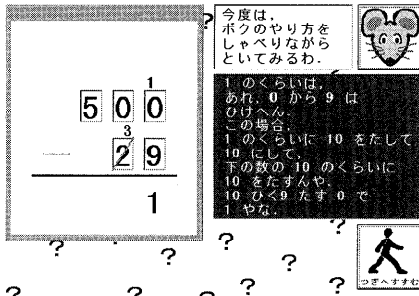 今度は,
ボクのやり方を
しゃべりながら
といてみるわ.
1
5 0 0
3
2 9
1
1 のくらいは,
あれ, 0 から 9 は
ひけへん.
この場合,
1 のくらいに 10 をたして
10 にして,
下の数の 10 のくらいに
10 をたすんや.
10 ひく9 たす 0 で
1 やな.
? ? ? ? ? ? ? ? ? ? ?
つぎへすすむ